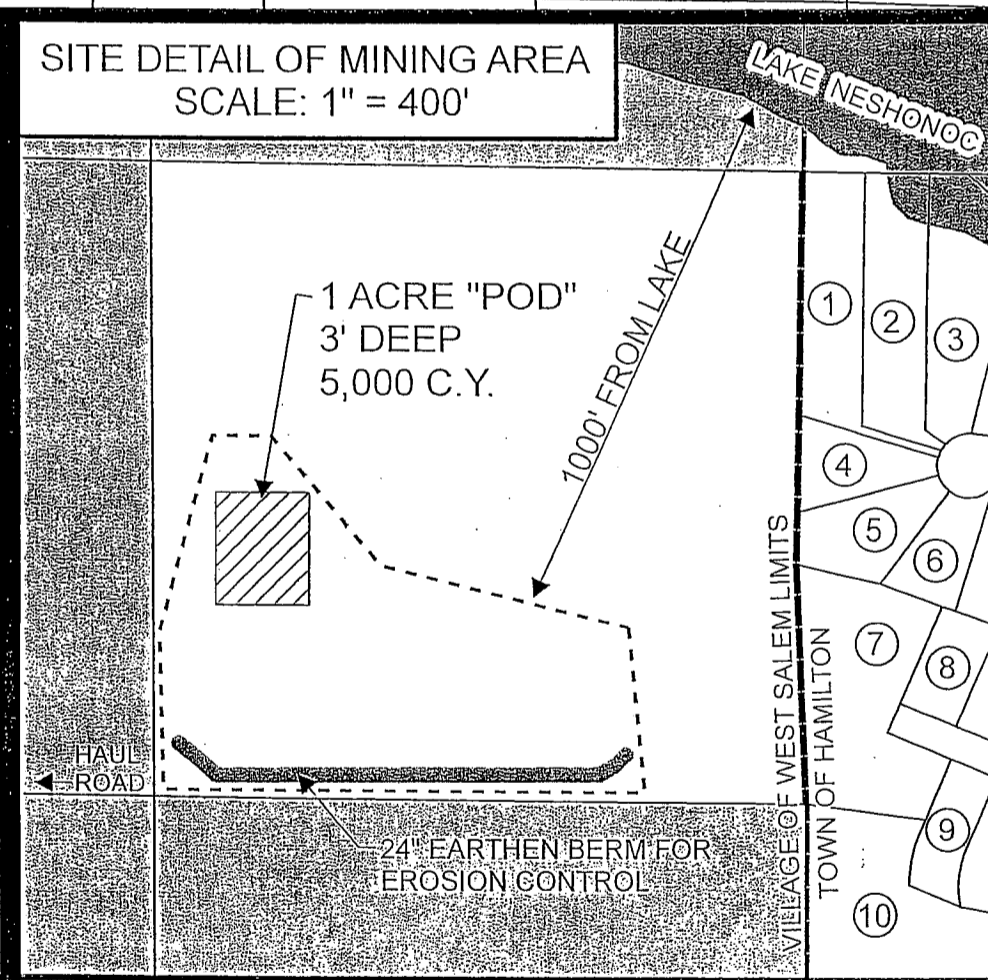 SITE DETAIL OF MINING AREA
SCALE: 1" = 400'
LAKE NESHONOC
1 ACRE "POD"
3' DEEP
5,000 C.Y.
1000' FROM LAKE
1
2
3
4
5
6
7
8
9
10
VILLAGE OF WEST SALEM LIMITS
TOWN OF HAMILTON
HAUL
ROAD
24" EARTHEN BERM FOR
EROSION CONTROL